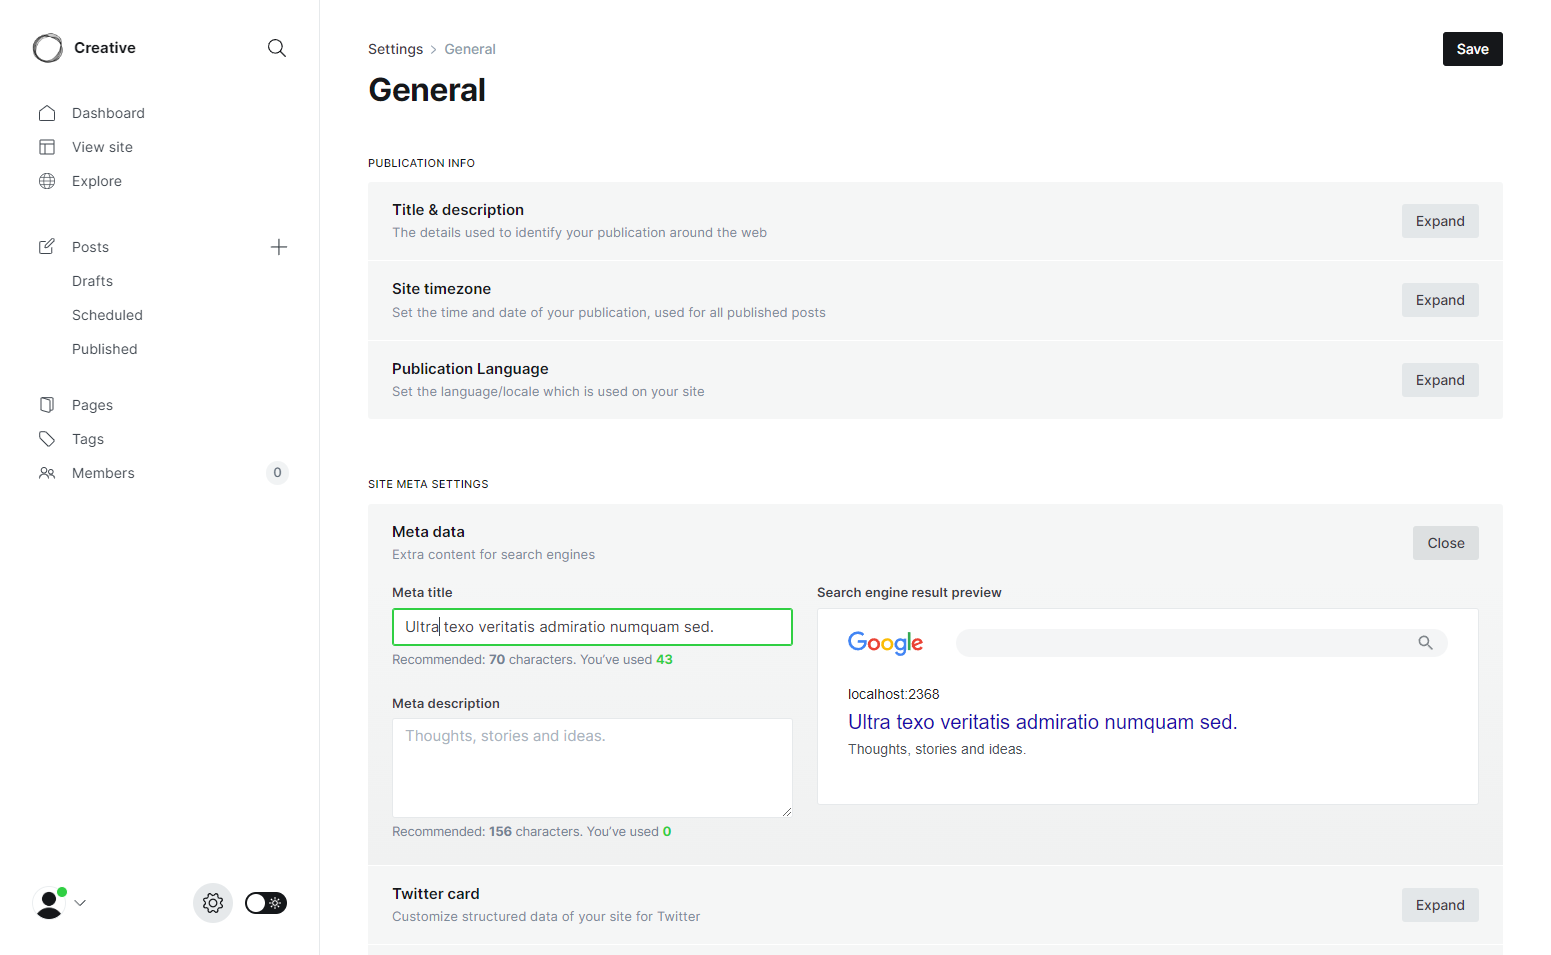 Creative
Dashboard
View site
Explore
Posts
Drafts
Scheduled
Published
Pages
Tags
Members
0
Settings > General
Save
General
PUBLICATION INFO
Title & description
The details used to identify your publication around the web
Expand
Site timezone
Set the time and date of your publication, used for all published posts
Expand
Publication Language
Set the language/locale which is used on your site
Expand
SITE META SETTINGS
Meta data
Extra content for search engines
Close
Meta title
Ultra texo veritatis admiratio numquam sed.
Recommended: 70 characters. You’ve used 43
Meta description
Thoughts, stories and ideas.
Recommended: 156 characters. You’ve used 0
Search engine result preview
Google
localhost:2368
Ultra texo veritatis admiratio numquam sed.
Thoughts, stories and ideas.
Twitter card
Customize structured data of your site for Twitter
Expand